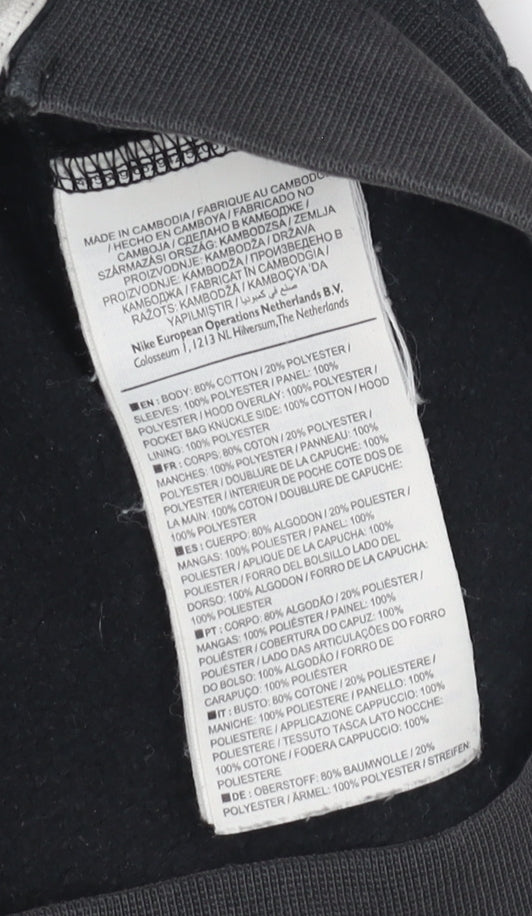 MADE IN CAMBODIA / FABRIQUE AU CAMBODGE
/ HECHO EN CAMBOYA / FABRICADO NO
CAMBOJA / СДЕЛАНО В КАМБОДЖЕ /
SZÁRMAZÁSI ORSZÁG: KAMBODZSA / ZEMLJA
PROIZVODNJE: KAMBODŽA / DRŽAVA
PROIZVODNJE: KAMBODŽA / ПРОИЗВЕДЕНО В
КАМБОДЖА / FABRICAT ÎN CAMBODGIA /
RAŽOTS: KAMBODŽĀ / KAMBOÇYA 'DA
YAPILMIŞTIR / صنع في كمبوديا
Nike European Operations Netherlands B.V.
Colosseum 1, 1213 NL Hilversum, The Netherlands
■EN : BODY: 80% COTTON / 20% POLYESTER /
SLEEVES: 100% POLYESTER / PANEL: 100%
POLYESTER / HOOD OVERLAY: 100% POLYESTER /
POCKET BAG KNUCKLE SIDE: 100% COTTON / HOOD
LINING: 100% POLYESTER
■FR : CORPS: 80% COTON / 20% POLYESTER /
MANCHES: 100% POLYESTER / PANNEAU: 100%
POLYESTER / DOUBLURE DE LA CAPUCHE: 100%
POLYESTER / INTERIEUR DE POCHE COTE DOS DE
LA MAIN: 100% COTON / DOUBLURE DE CAPUCHE:
100% POLYESTER
■ES : CUERPO: 80% ALGODON / 20% POLIESTER /
MANGAS: 100% POLIESTER / PANEL: 100%
POLIESTER / APLIQUE DE LA CAPUCHA: 100%
POLIESTER / FORRO DEL BOLSILLO LADO DEL
DORSO: 100% ALGODON / FORRO DE LA CAPUCHA:
100% POLIESTER
■PT : CORPO: 80% ALGODÃO / 20% POLIÉSTER /
MANGAS: 100% POLIÉSTER / PAINEL: 100%
POLIÉSTER / COBERTURA DO CAPUZ: 100%
POLIÉSTER / LADO DAS ARTICULAÇÕES DO FORRO
DO BOLSO: 100% ALGODÃO / FORRO DE
CARAPUÇO: 100% POLIÉSTER
■IT : BUSTO: 80% COTONE / 20% POLIESTERE /
MANICHE: 100% POLIESTERE / PANELLO: 100%
POLIESTERE / APPLICAZIONE CAPPUCCIO: 100%
POLIESTERE / TESSUTO TASCA LATO NOCCHE:
100% COTONE / FODERA CAPPUCCIO: 100%
POLIESTERE
■DE : OBERSTOFF: 80% BAUMWOLLE / 20%
POLYESTER / ÄRMEL: 100% POLYESTER / STREIFEN